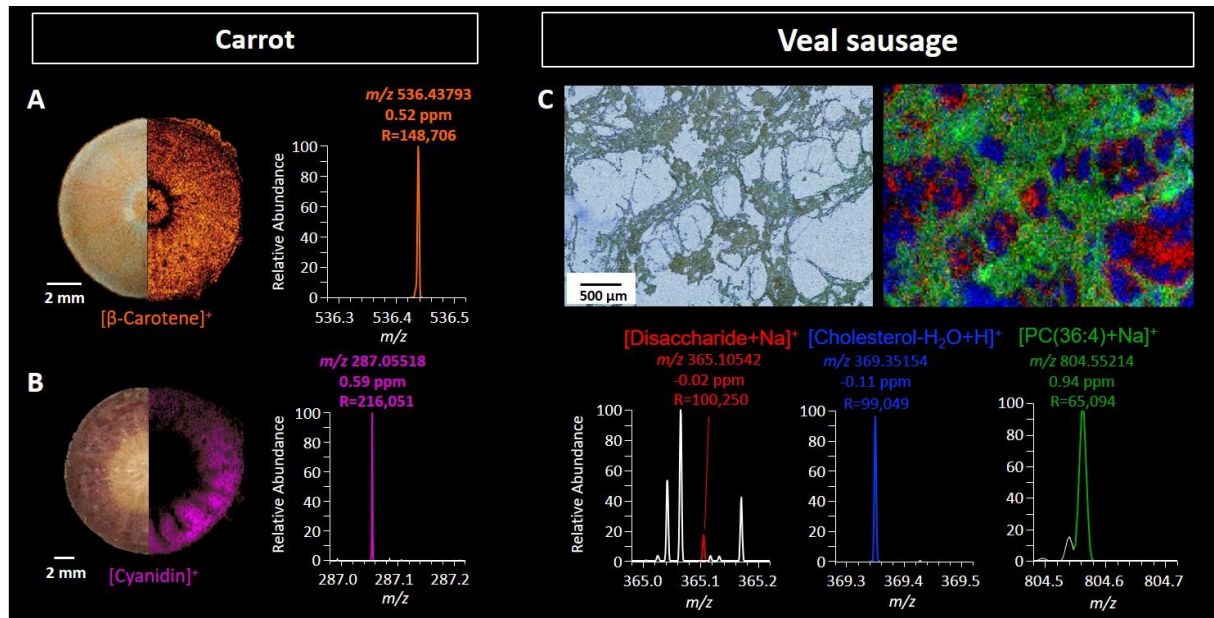 Carrot
Veal sausage
A
m/z 536.43793
0.52 ppm
R=148,706
Relative Abundance
100
80
60
40
20
0
536.3 536.4 536.5
m/z
2 mm
[β-Carotene]⁺
B
m/z 287.05518
0.59 ppm
R=216,051
Relative Abundance
100
80
60
40
20
0
287.0 287.1 287.2
m/z
2 mm
[Cyanidin]⁺
C
500 µm
[Disaccharide+Na]⁺
m/z 365.10542
-0.02 ppm
R=100,250
Relative Abundance
100
80
60
40
20
0
365.0 365.1 365.2
m/z
[Cholesterol-H₂O+H]⁺
m/z 369.35154
-0.11 ppm
R=99,049
100
80
60
40
20
0
369.3 369.4 369.5
m/z
[PC(36:4)+Na]⁺
m/z 804.55214
0.94 ppm
R=65,094
100
80
60
40
20
0
804.5 804.6 804.7
m/z